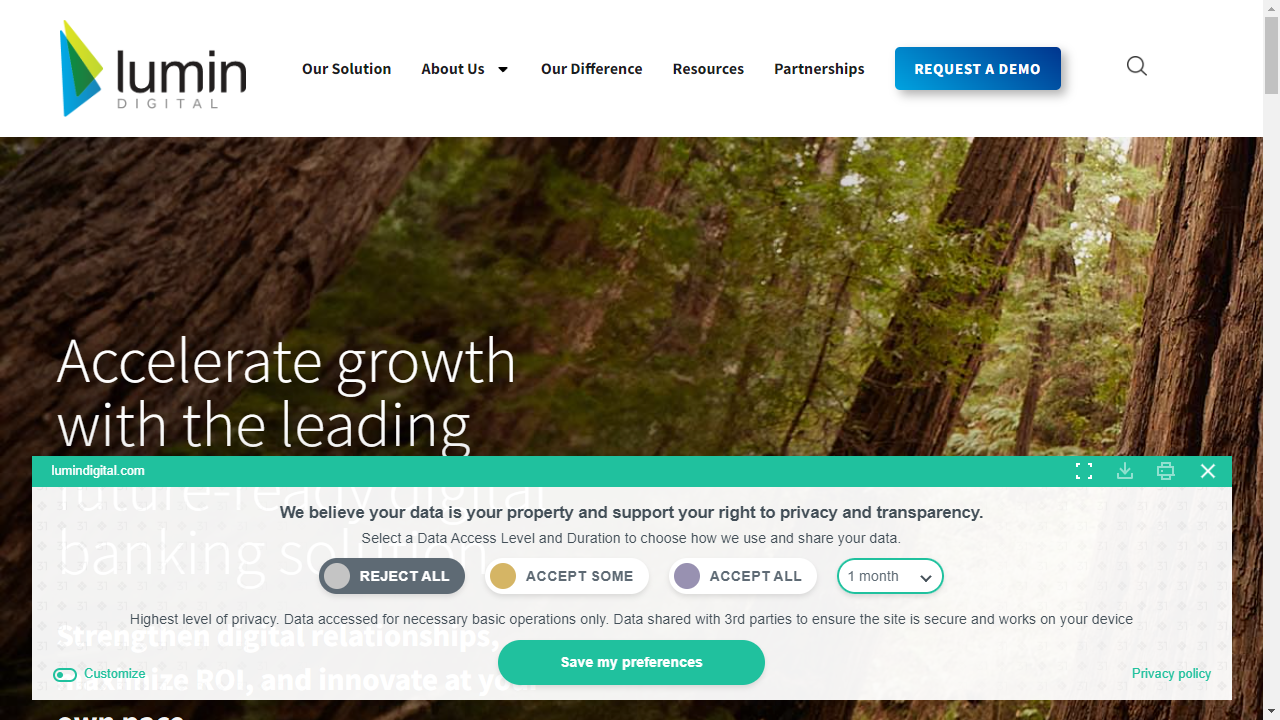 lumin
DIGITAL
Our Solution
About Us
Our Difference
Resources
Partnerships
REQUEST A DEMO
Accelerate growth
with the leading
future-ready digital
banking solution
lumindigital.com
We believe your data is your property and support your right to privacy and transparency.
Select a Data Access Level and Duration to choose how we use and share your data.
REJECT ALL
ACCEPT SOME
ACCEPT ALL
1 month
Highest level of privacy. Data accessed for necessary basic operations only. Data shared with 3rd parties to ensure the site is secure and works on your device
Strengthen digital relationships,
maximize ROI, and innovate at your
own pace
Save my preferences
Customize
Privacy policy